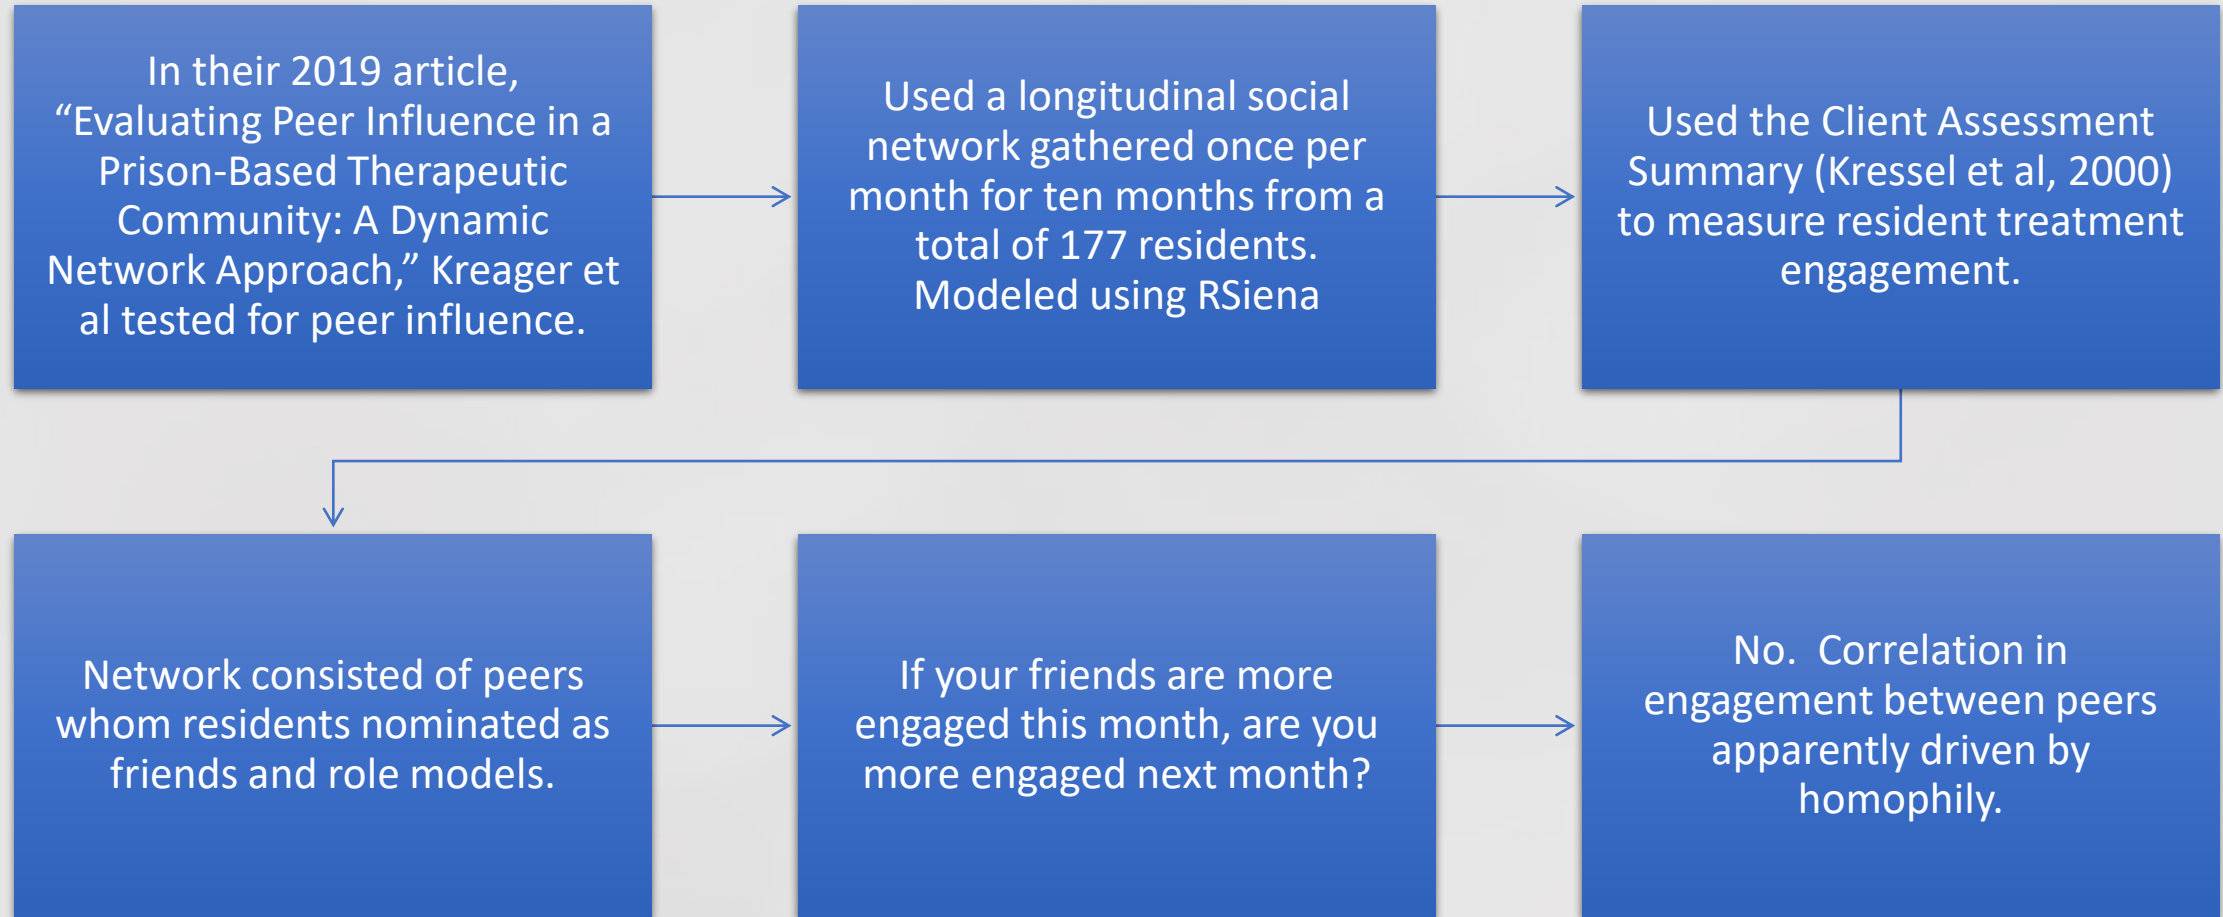 In their 2019 article,
“Evaluating Peer Influence in a
Prison-Based Therapeutic
Community: A Dynamic
Network Approach,” Kreager et
al tested for peer influence.
Used a longitudinal social
network gathered once per
month for ten months from a
total of 177 residents.
Modeled using RSiena
Used the Client Assessment
Summary (Kressel et al, 2000)
to measure resident treatment
engagement.
Network consisted of peers
whom residents nominated as
friends and role models.
If your friends are more
engaged this month, are you
more engaged next month?
No.  Correlation in
engagement between peers
apparently driven by
homophily.